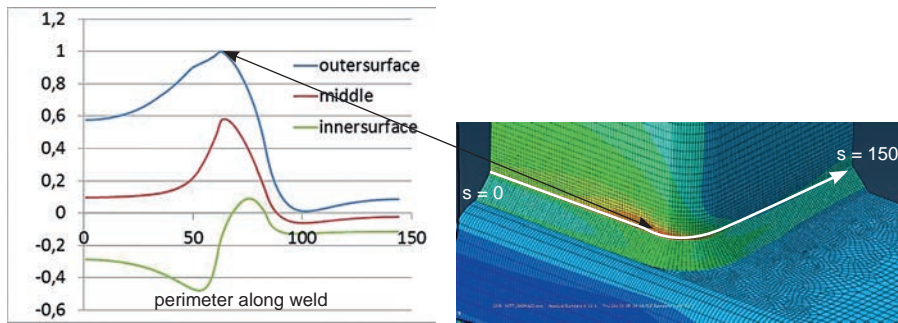 1,2
1
0,8
0,6
0,4
0,2
0
-0,2
-0,4
-0,6
0
50
100
150
outersurface
middle
innersurface
perimeter along weld
s = 0
s = 150